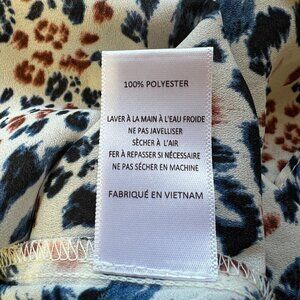 100% POLYESTER
LAVER À LA MAIN À L'EAU FROIDE
NE PAS JAVELLISER
SÈCHER À L'AIR
FER À REPASSER SI NÉCESSAIRE
NE PAS SÉCHER EN MACHINE
FABRIQUÉ EN VIETNAM